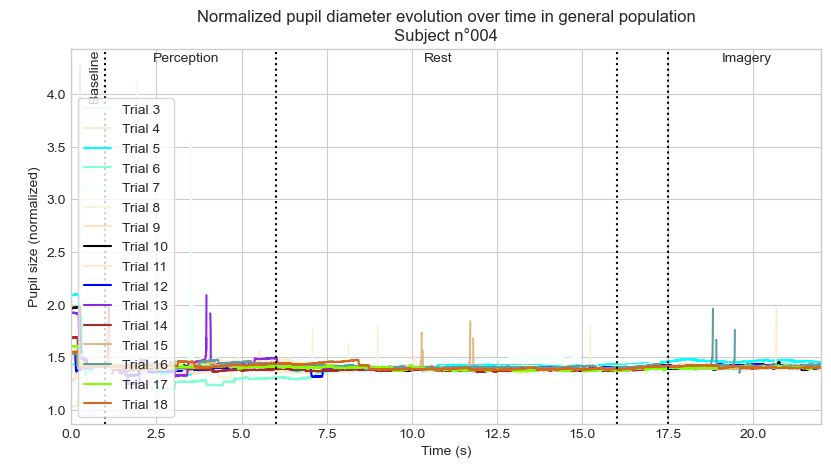 Normalized pupil diameter evolution over time in general population
Subject n°004
Baseline
Perception
Rest
Imagery
Pupil size (normalized)
4.0
3.5
3.0
2.5
2.0
1.5
1.0
Trial 3
Trial 4
Trial 5
Trial 6
Trial 7
Trial 8
Trial 9
Trial 10
Trial 11
Trial 12
Trial 13
Trial 14
Trial 15
Trial 16
Trial 17
Trial 18
0.0 2.5 5.0 7.5 10.0 12.5 15.0 17.5 20.0
Time (s)